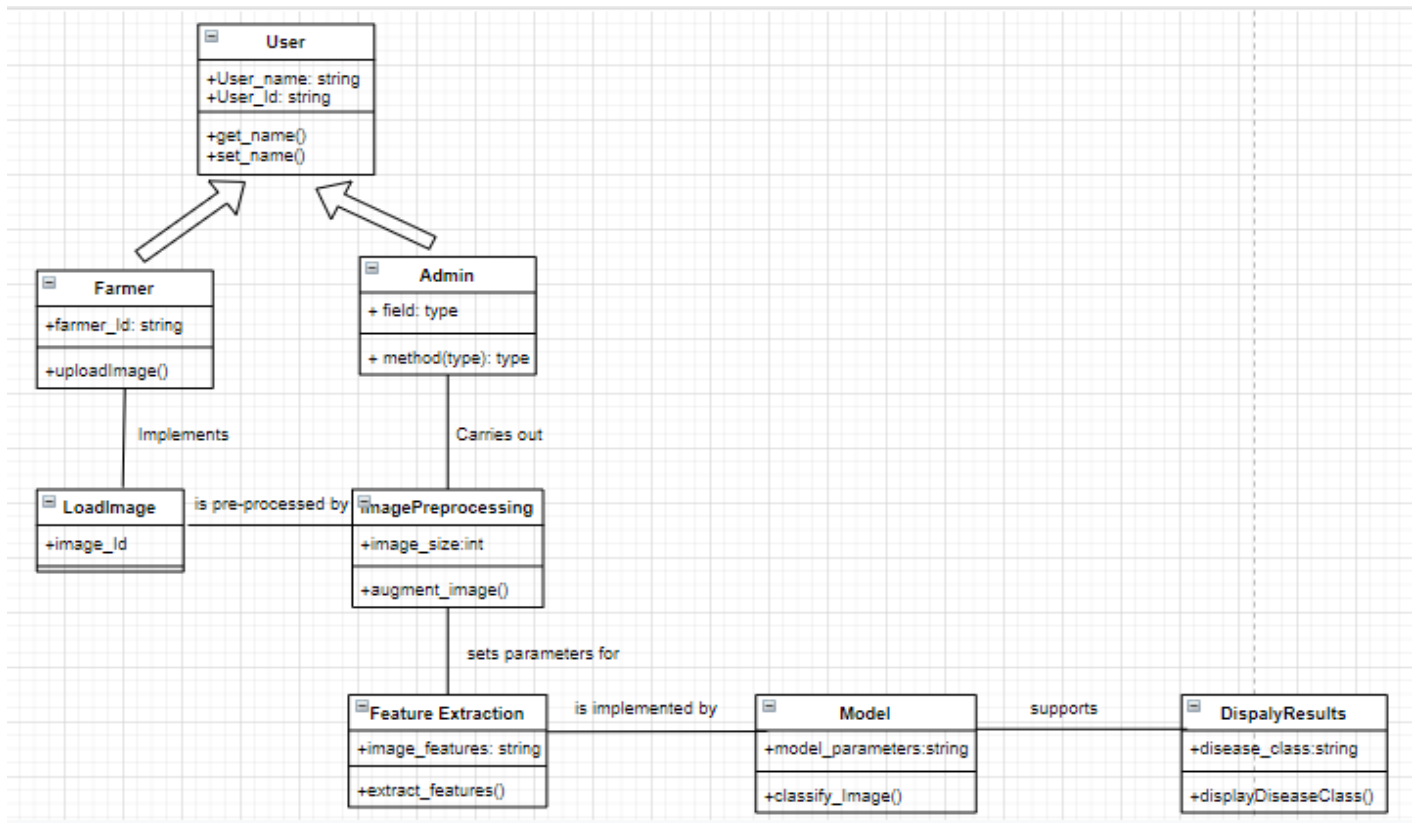 User
+User_name: string
+User_Id: string
+get_name()
+set_name()
Farmer
+farmer_Id: string
+uploadImage()
Admin
+ field: type
+ method(type): type
Implements
Carries out
LoadImage
+image_Id
is pre-processed by
ImagePreprocessing
+image_size:int
+augment_image()
sets parameters for
Feature Extraction
+image_features: string
+extract_features()
is implemented by
Model
+model_parameters:string
+classify_Image()
supports
DispalyResults
+disease_class:string
+displayDiseaseClass()